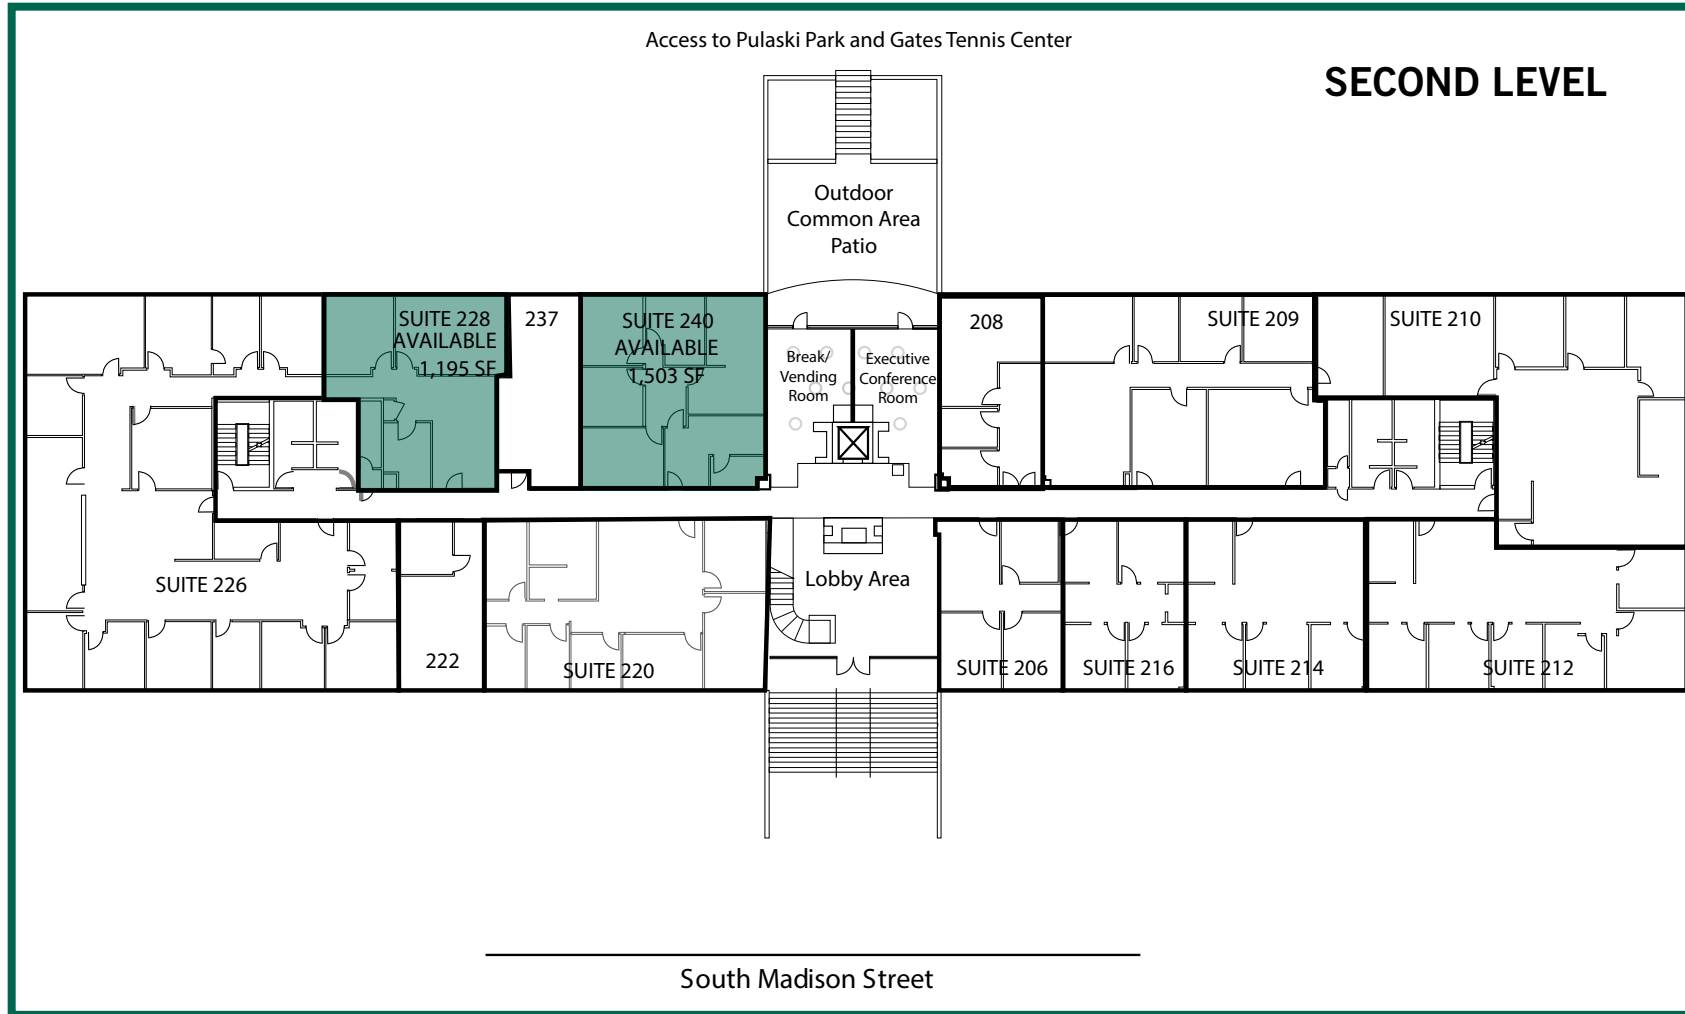 Access to Pulaski Park and Gates Tennis Center
SECOND LEVEL
Outdoor
Common Area
Patio
SUITE 228
AVAILABLE
1,195 SF
237
SUITE 240
AVAILABLE
1,503 SF
Break/
Vending
Room
Executive
Conference
Room
208
SUITE 209
SUITE 210
SUITE 226
222
SUITE 220
Lobby Area
SUITE 206
SUITE 216
SUITE 214
SUITE 212
South Madison Street